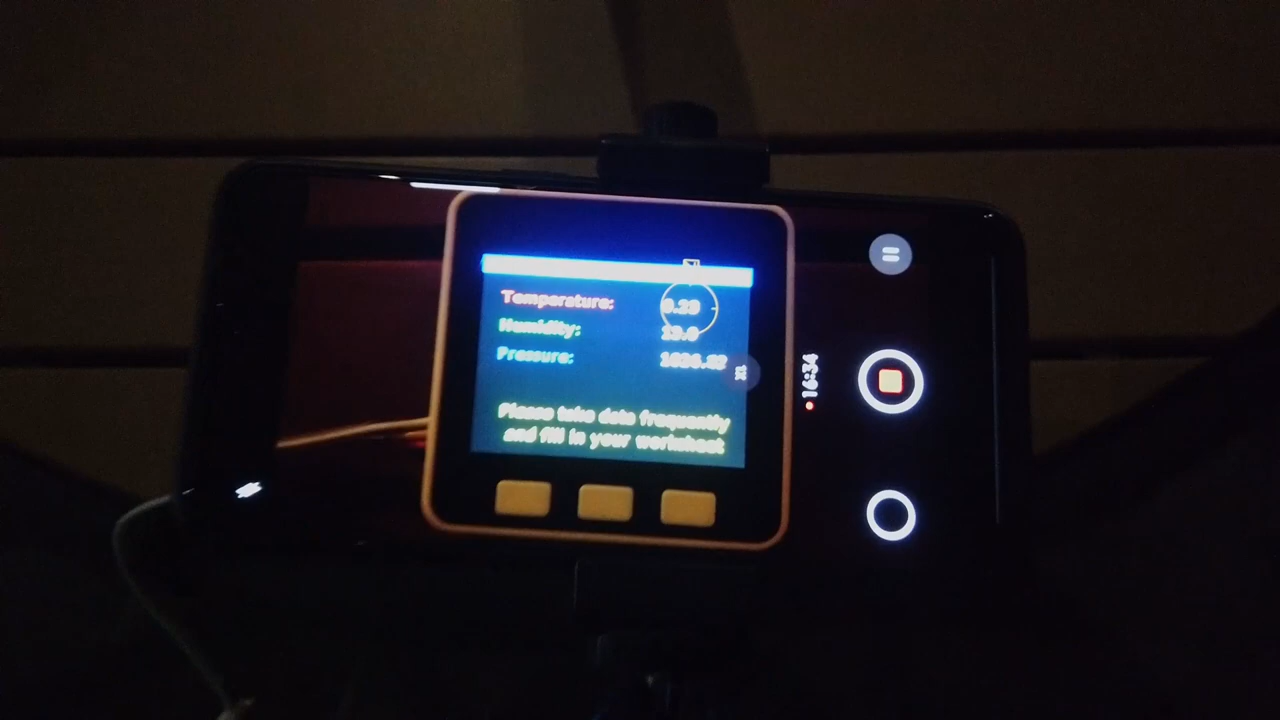 Temperature:
Humidity:
Pressure:
Please take data frequently
and fill in your worksheet
16:34